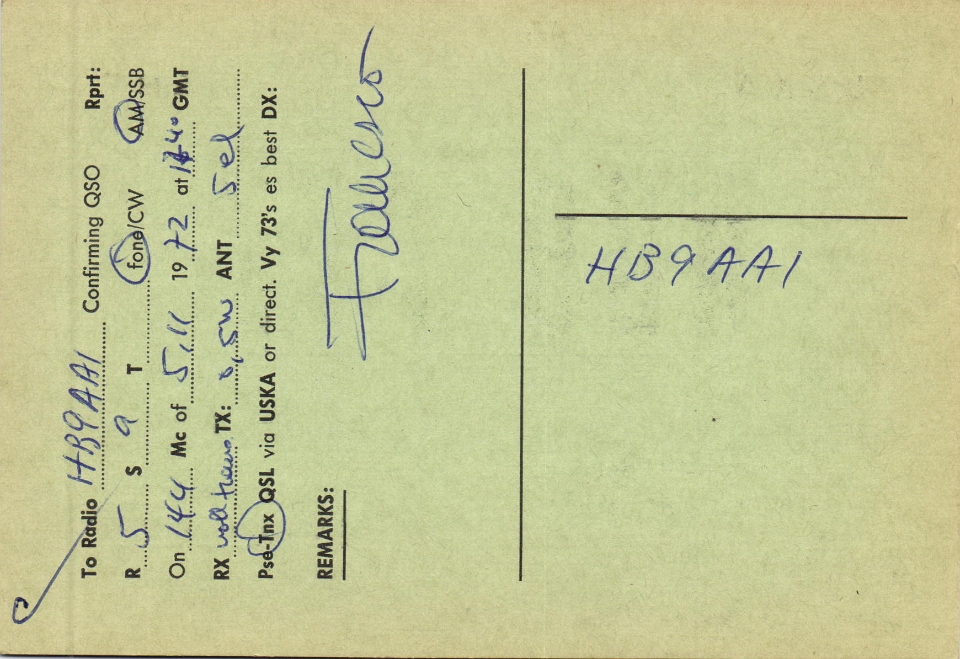 To Radio HB9AAI Confirming QSO Rprt:
R 5 S 9 T fone/CW AM/SSB
On 144 Mc of 5.11 1972 at GMT
RX TX: 0,5W ANT 5 el
Pse-Tnx QSL via USKA or direct. Vy 73's es best DX:
REMARKS:
Francesco
HB9AAI